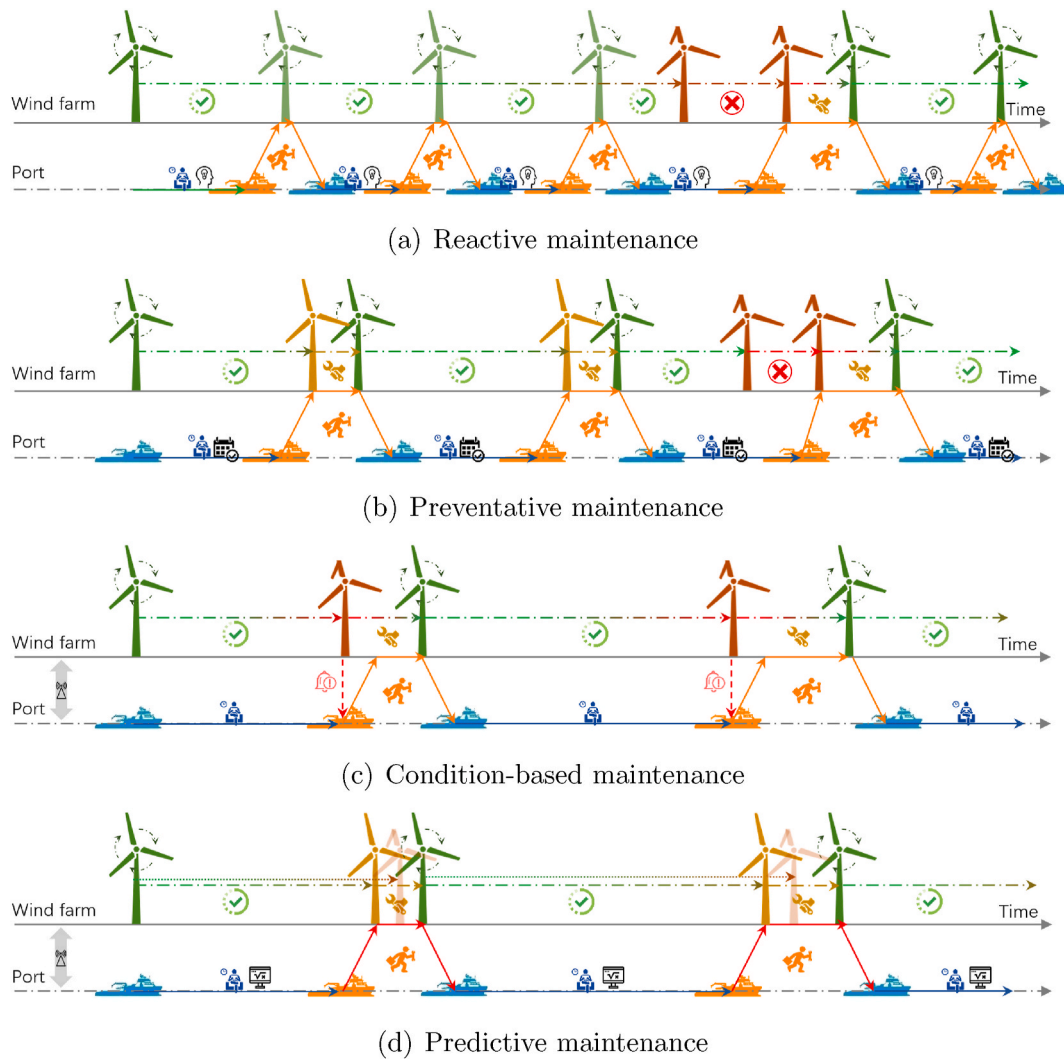 Wind farm
Time
Port
(a) Reactive maintenance
Wind farm
Time
Port
(b) Preventative maintenance
Wind farm
Time
Port
(c) Condition-based maintenance
Wind farm
Time
Port
(d) Predictive maintenance